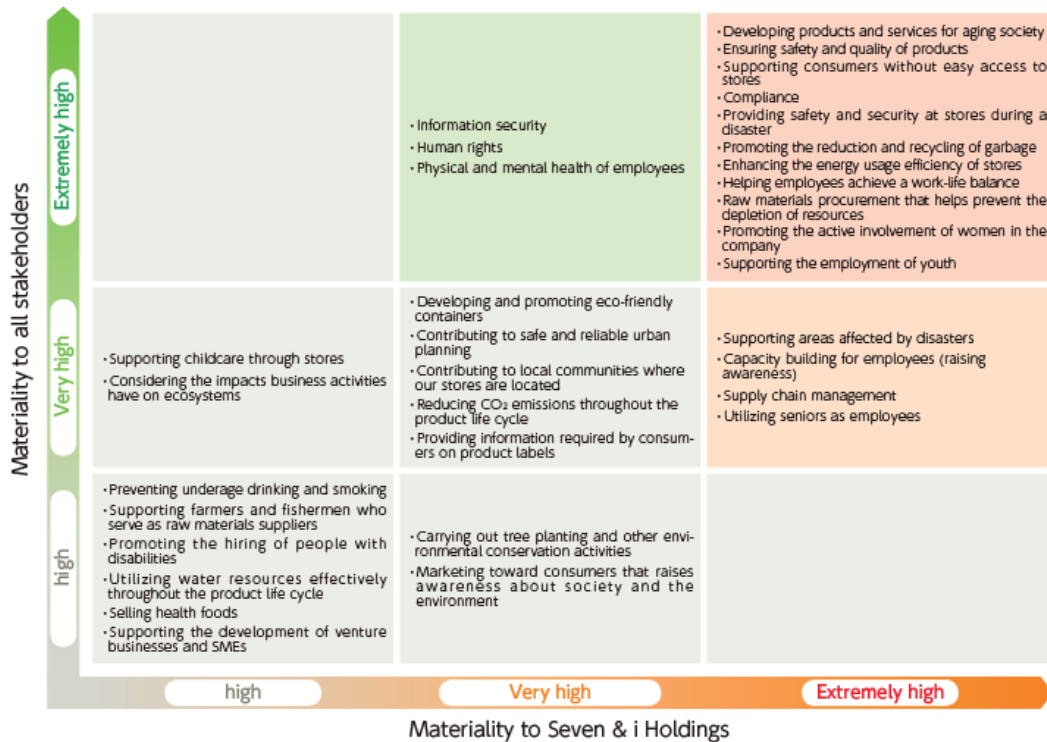 Materiality to all stakeholders
Extremely high
Very high
high
· Information security
· Human rights
· Physical and mental health of employees
· Developing products and services for aging society
· Ensuring safety and quality of products
· Supporting consumers without easy access to
stores
· Compliance
· Providing safety and security at stores during a
disaster
· Promoting the reduction and recycling of garbage
· Enhancing the energy usage efficiency of stores
· Helping employees achieve a work-life balance
· Raw materials procurement that helps prevent the
depletion of resources
· Promoting the active involvement of women in the
company
· Supporting the employment of youth
· Supporting childcare through stores
· Considering the impacts business activities
have on ecosystems
· Developing and promoting eco-friendly
containers
· Contributing to safe and reliable urban
planning
· Contributing to local communities where
our stores are located
· Reducing CO₂ emissions throughout the
product life cycle
· Providing information required by consum-
ers on product labels
· Supporting areas affected by disasters
· Capacity building for employees (raising
awareness)
· Supply chain management
· Utilizing seniors as employees
· Preventing underage drinking and smoking
· Supporting farmers and fishermen who
serve as raw materials suppliers
· Promoting the hiring of people with
disabilities
· Utilizing water resources effectively
throughout the product life cycle
· Selling health foods
· Supporting the development of venture
businesses and SMEs
· Carrying out tree planting and other envi-
ronmental conservation activities
· Marketing toward consumers that raises
awareness about society and the
environment
high
Very high
Extremely high
Materiality to Seven & i Holdings